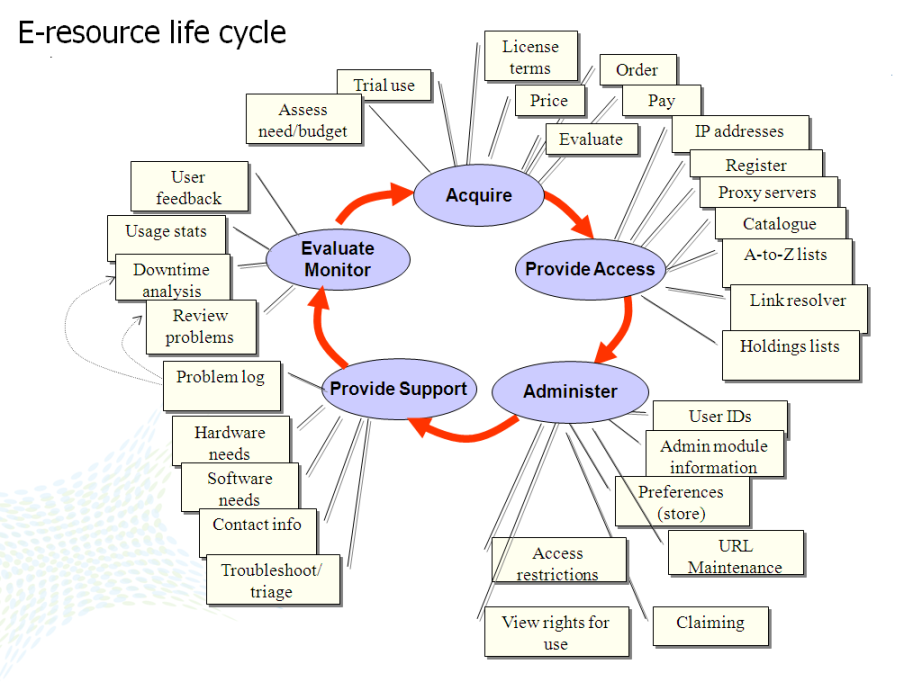 E-resource life cycle
License
terms
Order
Trial use
Price
Pay
Assess
need/budget
Evaluate
IP addresses
Register
Proxy servers
Catalogue
A-to-Z lists
Link resolver
Holdings lists
Acquire
User
feedback
Usage stats
Downtime
analysis
Review
problems
Evaluate
Monitor
Provide Access
Problem log
Provide Support
Administer
Hardware
needs
Software
needs
Contact info
Troubleshoot/
triage
User IDs
Admin module
information
Preferences
(store)
URL
Maintenance
Access
restrictions
View rights for
use
Claiming